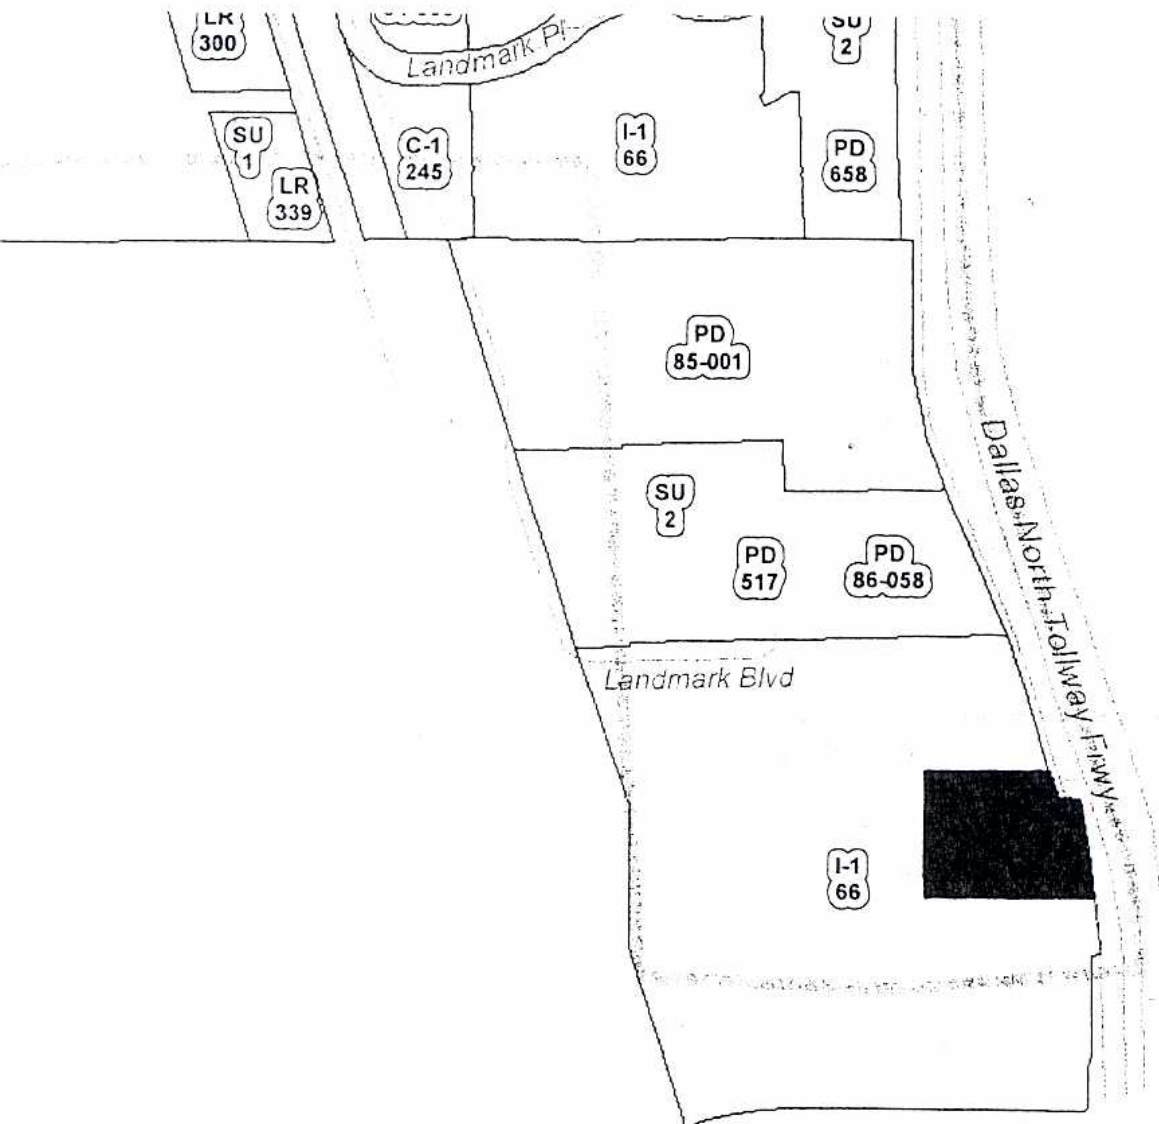 LR
300
SU
2
Landmark Pl
SU
1
LR
339
C-1
245
I-1
66
PD
658
PD
85-001
SU
2
PD
517
PD
86-058
Dallas North Tollway Frwy
Landmark Blvd
I-1
66